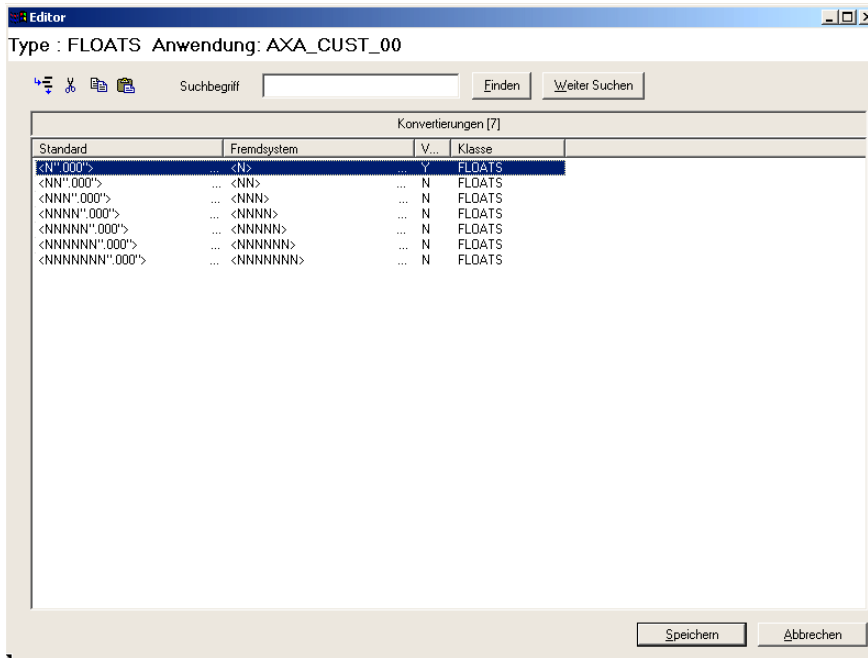 Editor
Type : FLOATS Anwendung: AXA_CUST_00
Suchbegriff Finden Weiter Suchen
Konvertierungen [7]
Standard Fremdsystem V... Klasse
<N".000"> ... <N> ... Y FLOATS
<NN".000"> ... <NN> ... N FLOATS
<NNN".000"> ... <NNN> ... N FLOATS
<NNNN".000"> ... <NNNN> ... N FLOATS
<NNNNN".000"> ... <NNNNN> ... N FLOATS
<NNNNNN".000"> ... <NNNNNN> ... N FLOATS
<NNNNNNN".000"> ... <NNNNNNN> ... N FLOATS
Speichern Abbrechen